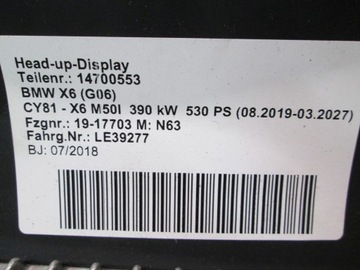 Head-up-Display
Teilenr.: 14700553
BMW X6 (G06)
CY81 - X6 M50I 390 kW 530 PS (08.2019-03.2027)
Fzgnr.: 19-17703 M: N63
Fahrg.Nr.: LE39277
BJ: 07/2018